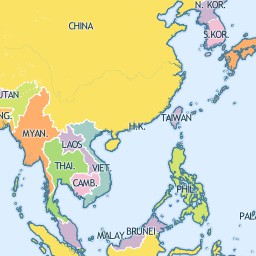 N. KOR.
CHINA
S.KOR.
UTAN
NG.
H.K.
TAIWAN
MYAN.
LAOS
THAI.
VIET.
CAMB.
PHIL.
PAL
BRUNEI
MALAY.